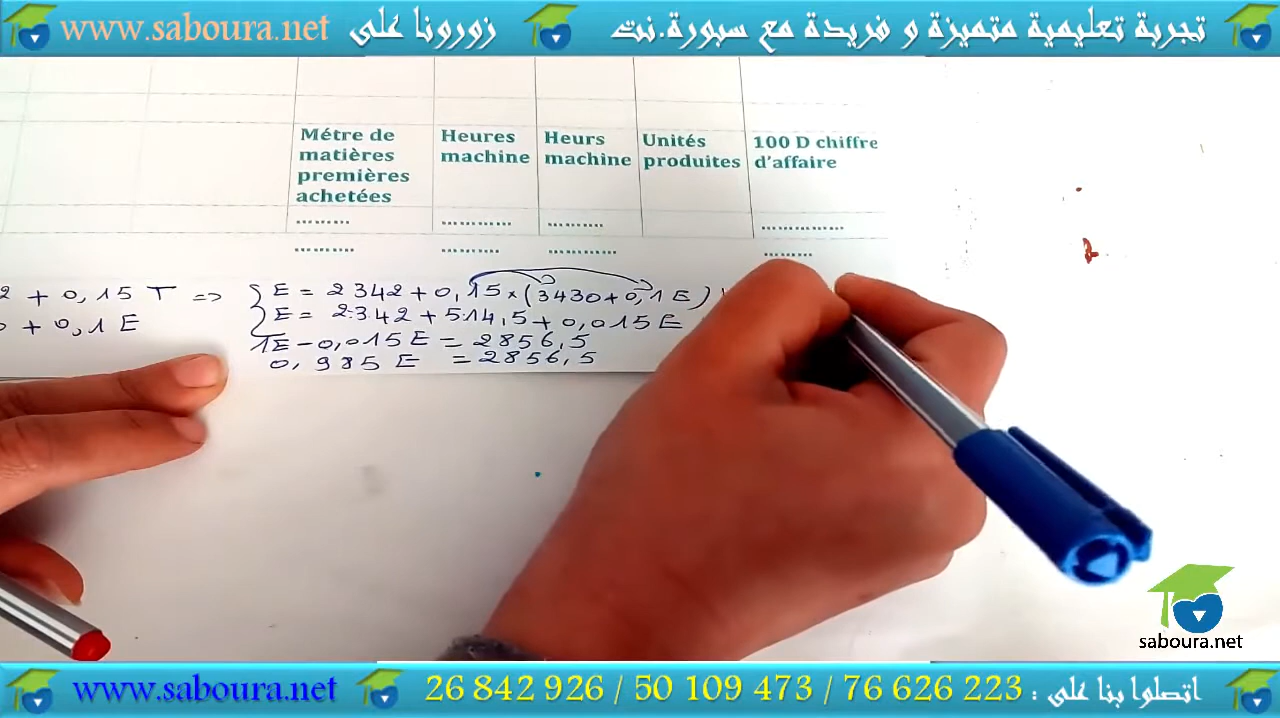 www.saboura.net زورونا على
تجربة تعليمية متميزة و فريدة مع سبورة.نت
Métre de matières premières achetées
Heures machine
Heurs machine
Unités produites
100 D chiffre d'affaire
.......... ............. .......... ...............
........... ........... ............. .........
2 + 0,15 T => { E = 2342 + 0,15 × (3430 + 0,1 E)
+ 0,1 E { E = 2342 + 514,5 + 0,015 E
1E - 0,015 E = 2856,5
0,985 E = 2856,5
saboura.net
www.saboura.net 26 842 926 / 50 109 473 / 76 626 223 : اتصلوا بنا على